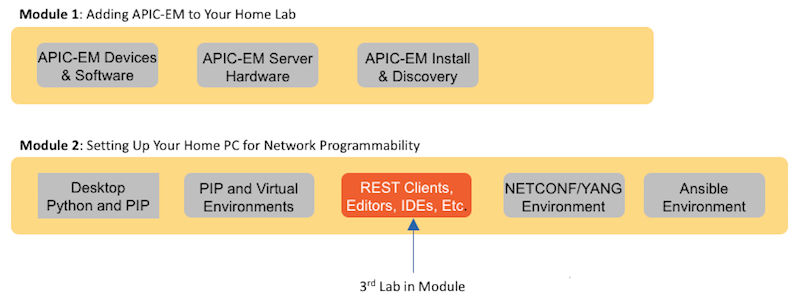 Module 1: Adding APIC-EM to Your Home Lab
APIC-EM Devices
& Software
APIC-EM Server
Hardware
APIC-EM Install
& Discovery
Module 2: Setting Up Your Home PC for Network Programmability
Desktop
Python and PIP
PIP and Virtual
Environments
REST Clients,
Editors, IDEs, Etc.
NETCONF/YANG
Environment
Ansible
Environment
3rd Lab in Module